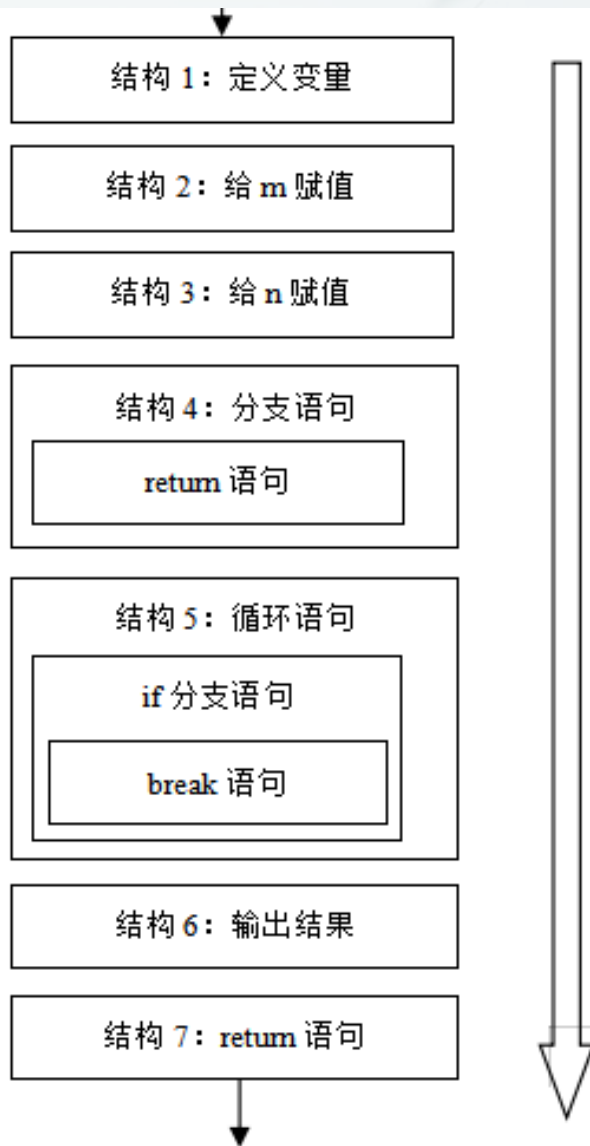 结构 1：定义变量
结构 2：给 m 赋值
结构 3：给 n 赋值
结构 4：分支语句
return 语句
结构 5：循环语句
if 分支语句
break 语句
结构 6：输出结果
结构 7：return 语句